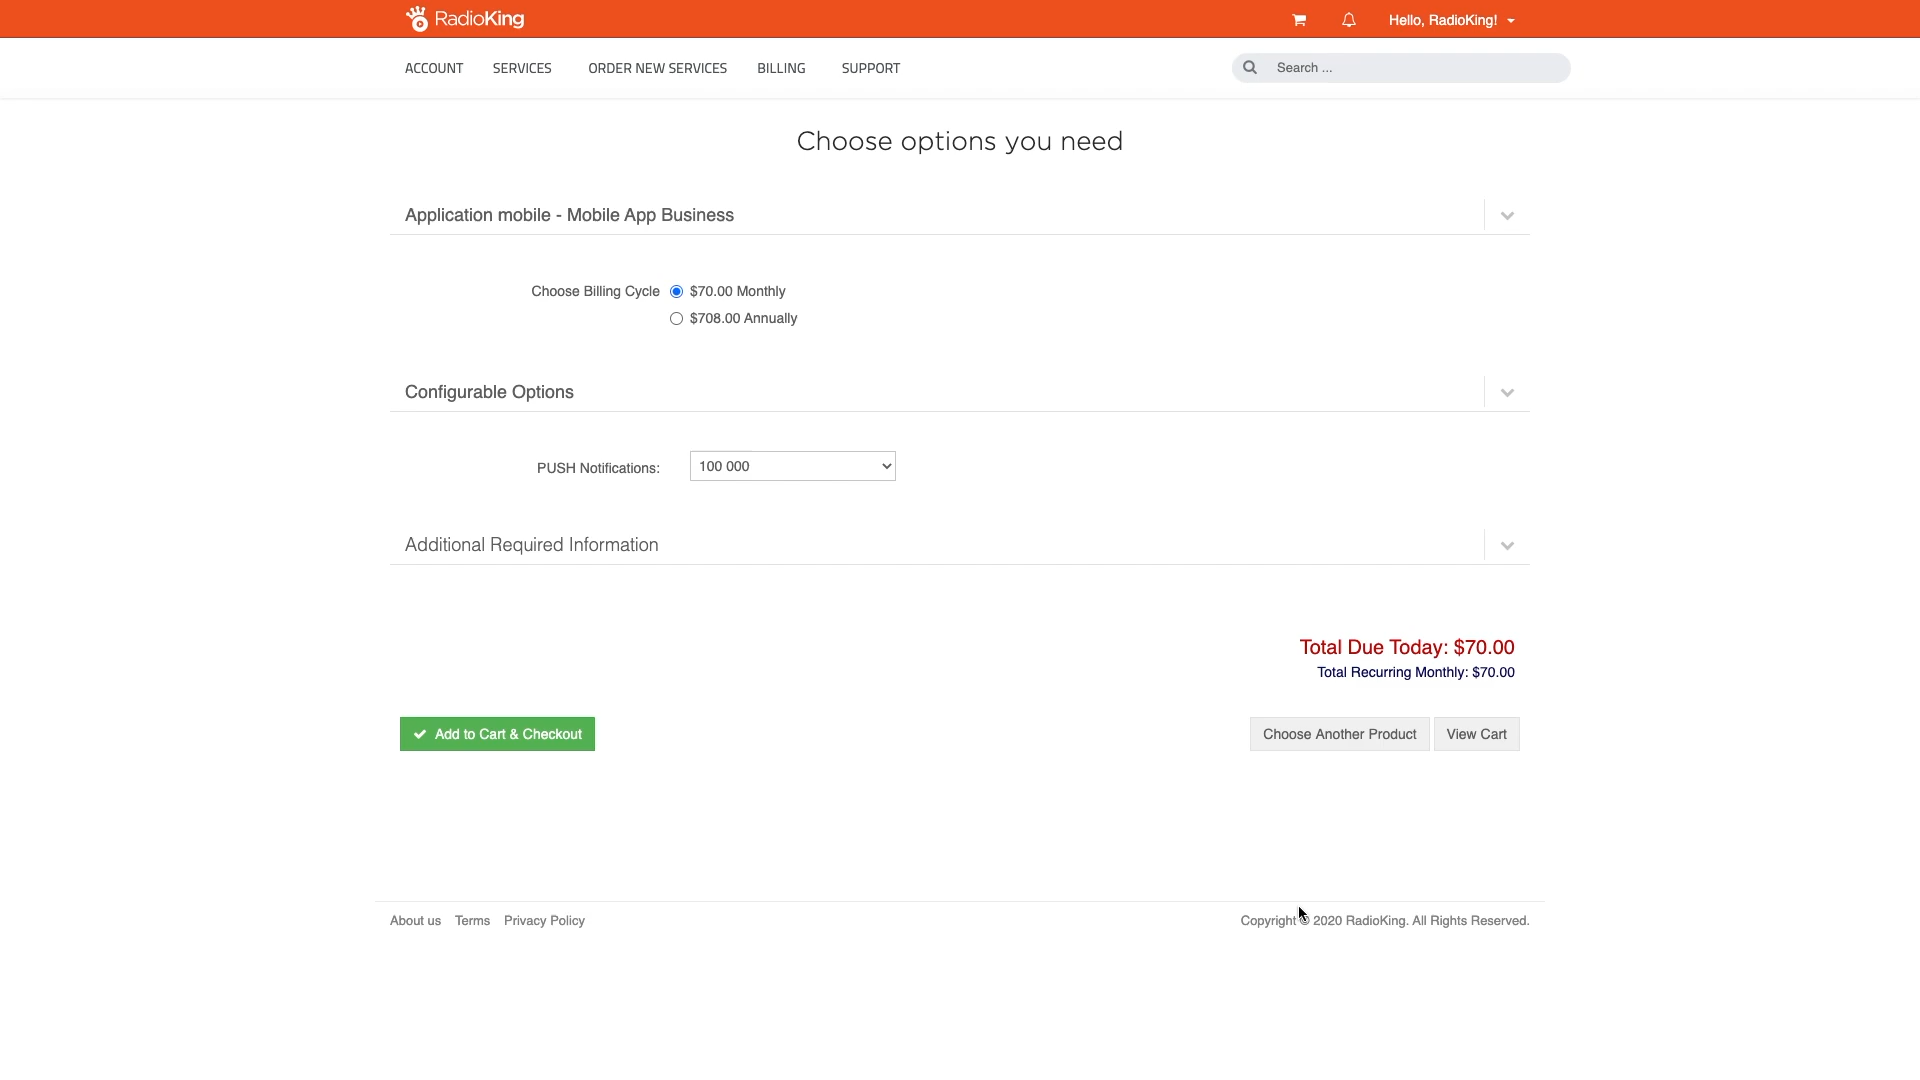 RadioKing
Hello, RadioKing!
ACCOUNT SERVICES ORDER NEW SERVICES BILLING SUPPORT
Search ...
Choose options you need
Application mobile - Mobile App Business
Choose Billing Cycle $70.00 Monthly
$708.00 Annually
Configurable Options
PUSH Notifications: 100 000
Additional Required Information
Total Due Today: $70.00
Total Recurring Monthly: $70.00
Add to Cart & Checkout Choose Another Product View Cart
About us Terms Privacy Policy Copyright © 2020 RadioKing. All Rights Reserved.